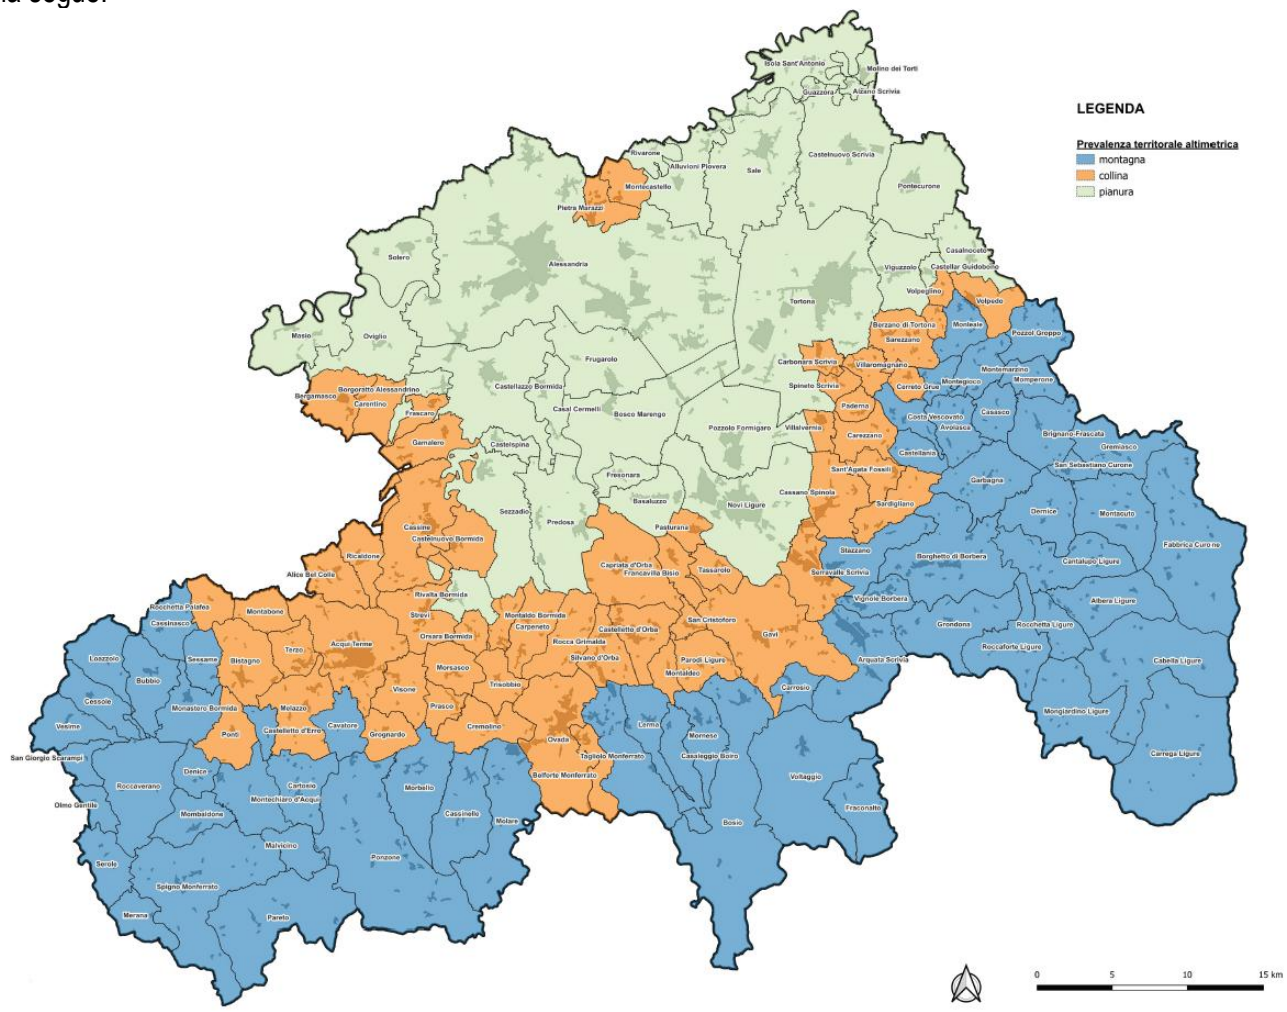 Isola Sant'Antonio
Molino dei Torti
Guazzora
Alzano Scrivia
LEGENDA
Prevalenza territorale altimetrica
montagna
collina
pianura
Rivarone
Alluvioni Piovera
Sale
Castelnuovo Scrivia
Pontecurone
Montecastello
Pietra Marazzi
Solero
Alessandria
Casalnoceto
Viguzzolo
Castellar Guidobono
Volpeglino
Volpedo
Tortona
Masio
Oviglio
Berzano di Tortona
Monleale
Pozzol Groppo
Sarezzano
Frugarolo
Carbonara Scrivia
Villaromagnano
Montemarzino
Momperone
Montegioco
Spineto Scrivia
Cerreto Grue
Castellazzo Bormida
Borgoratto Alessandrino
Bergamasco
Carentino
Frascaro
Casal Cermelli
Bosco Marengo
Paderna
Costa Vescovato
Casasco
Avolasca
Pozzolo Formigaro
Villalvernia
Carezzano
Brignano-Frascata
Gremiasco
Gamalero
Castelspina
Castellania
San Sebastiano Curone
Fresonara
Sant'Agata Fossili
Garbagna
Cassano Spinola
Basaluzzo
Novi Ligure
Sardigliano
Sezzadio
Predosa
Dernice
Montacuto
Cassine
Castelnuovo Bormida
Pasturana
Fabbrica Curone
Stazzano
Borghetto di Borbera
Cantalupo Ligure
Ricaldone
Capriata d'Orba
Francavilla Bisio
Tassarolo
Serravalle Scrivia
Alice Bel Colle
Rivalta Bormida
Vignole Borbera
Albera Ligure
Rocchetta Palafea
Montabone
Strevi
Montaldo Bormida
Carpeneto
San Cristoforo
Grondona
Rocchetta Ligure
Cassinasco
Castelletto d'Orba
Orsara Bormida
Rocca Grimalda
Gavi
Roccaforte Ligure
Terzo
Acqui Terme
Loazzolo
Sessame
Bistagno
Silvano d'Orba
Parodi Ligure
Arquata Scrivia
Cabella Ligure
Morsasco
Montaldeo
Bubbio
Trisobbio
Visone
Carrosio
Cessole
Monastero Bormida
Melazzo
Prasco
Mongiardino Ligure
Vesime
Ponti
Castelletto d'Erro
Cavatore
Grognardo
Cremolino
Lerma
Mornese
Ovada
Tagliolo Monferrato
Casaleggio Boiro
Carrega Ligure
San Giorgio Scarampi
Denice
Belforte Monferrato
Voltaggio
Roccaverano
Cartosio
Morbello
Montechiaro d'Acqui
Olmo Gentile
Mombaldone
Cassinelle
Molare
Bosio
Fraconalto
Malvicino
Ponzone
Serole
Spigno Monferrato
Merana
Pareto
0 5 10 15 km